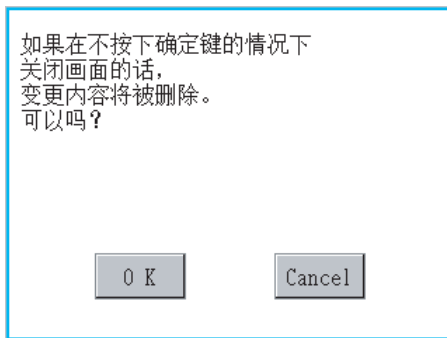 如果在不按下确定键的情况下
关闭画面的话，
变更内容将被删除。
可以吗？
OK
Cancel